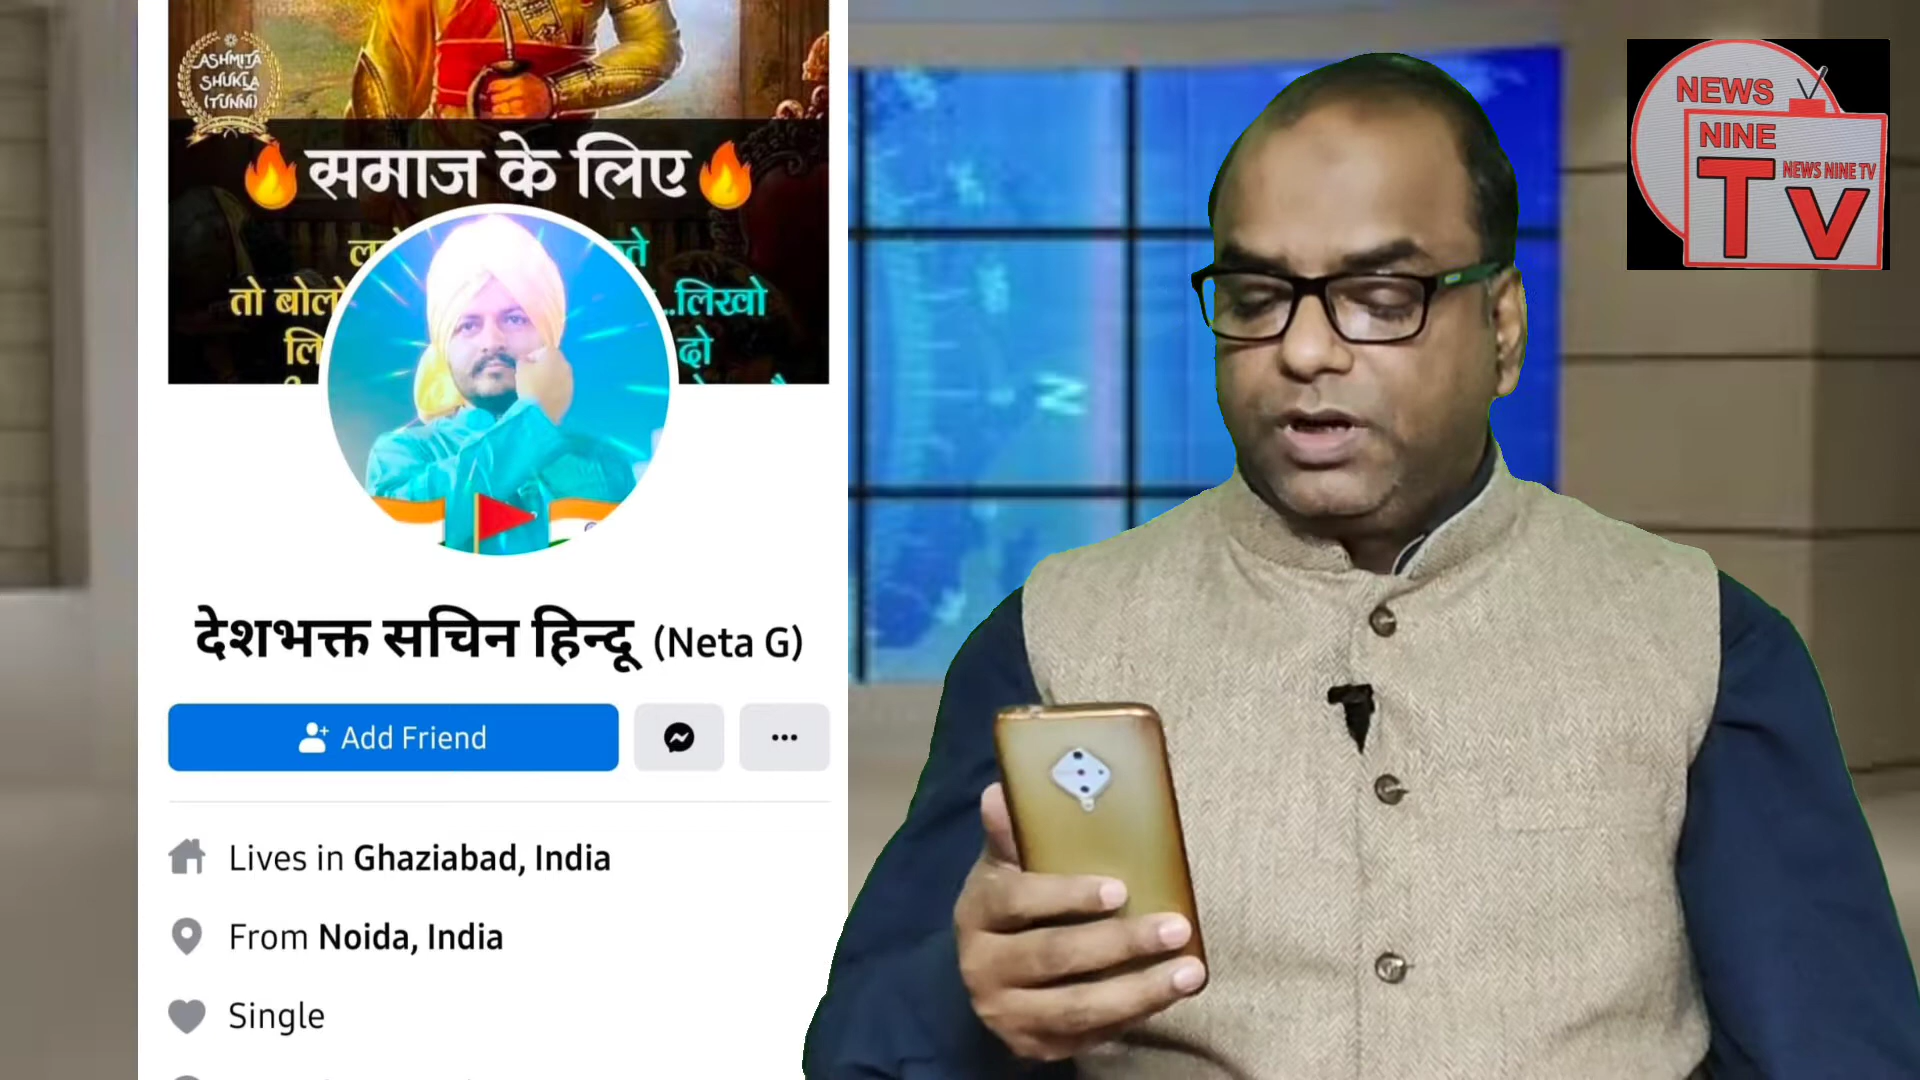 ASHMITA
SHUKLA
(TUNNI)
🔥समाज के लिए🔥
तो
..लिखो
दो
देशभक्त सचिन हिन्दू (Neta G)
Add Friend
Lives in Ghaziabad, India
From Noida, India
Single
NEWS
NINE
NEWS NINE TV
TV